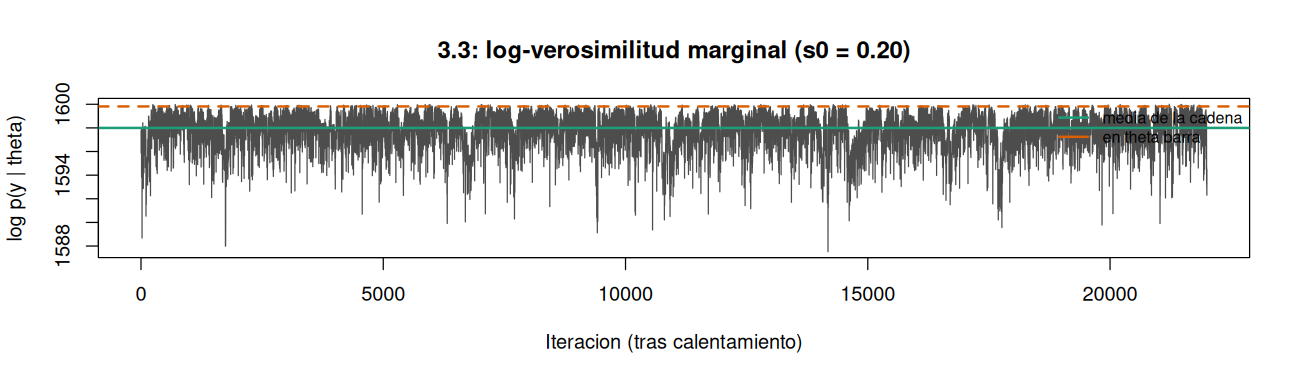 3.3: log-verosimilitud marginal (s0 = 0.20)
log p(y | theta)
1600
1594
1588
media de la cadena
en theta barra
0 5000 10000 15000 20000
Iteracion (tras calentamiento)